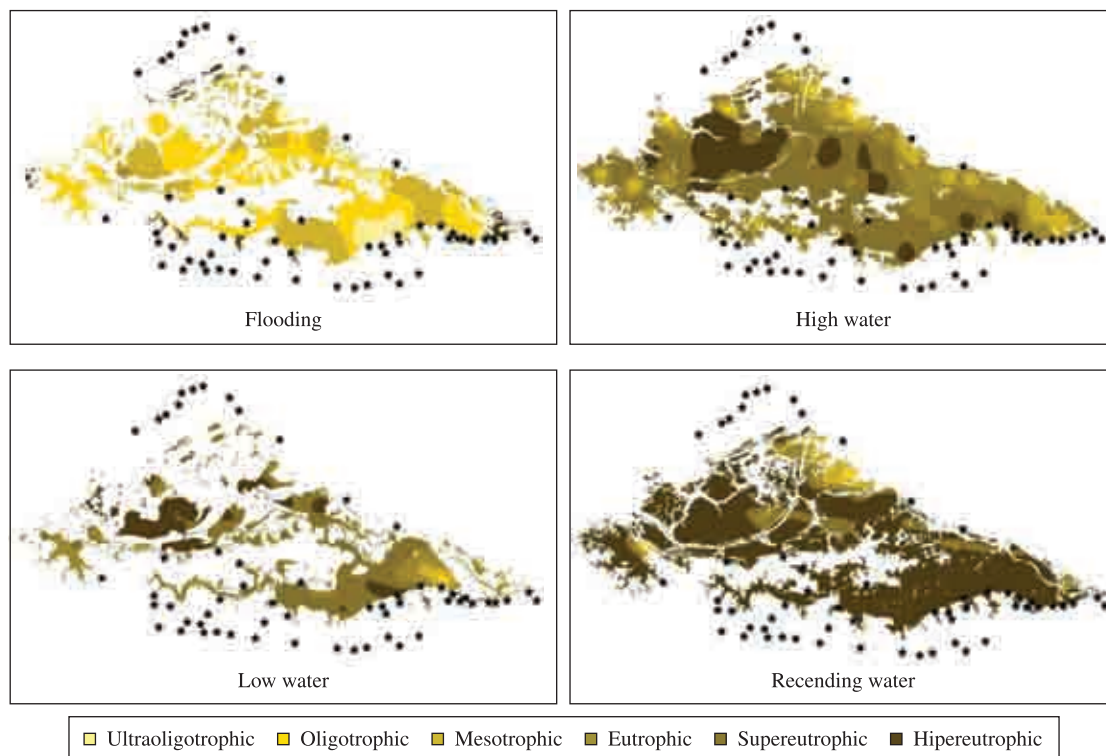 Flooding
High water
Low water
Recending water
Ultraoligotrophic Oligotrophic Mesotrophic Eutrophic Supereutrophic Hipereutrophic